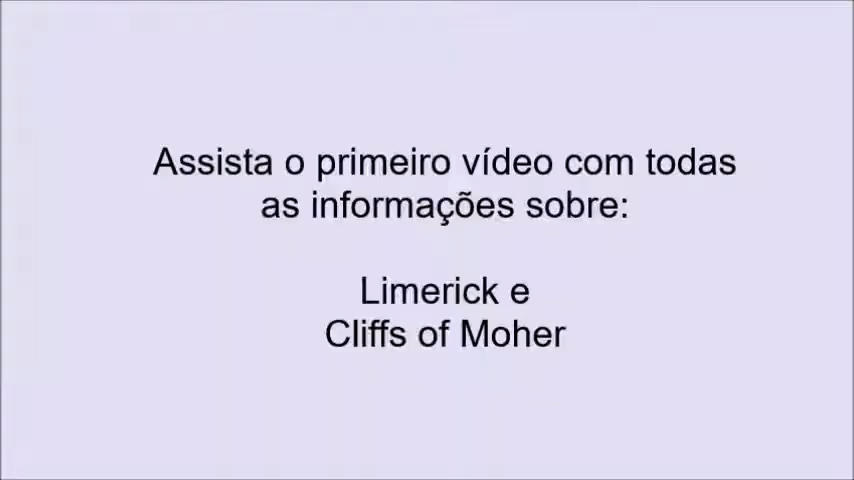 Assista o primeiro vídeo com todas
as informações sobre:
Limerick e
Cliffs of Moher